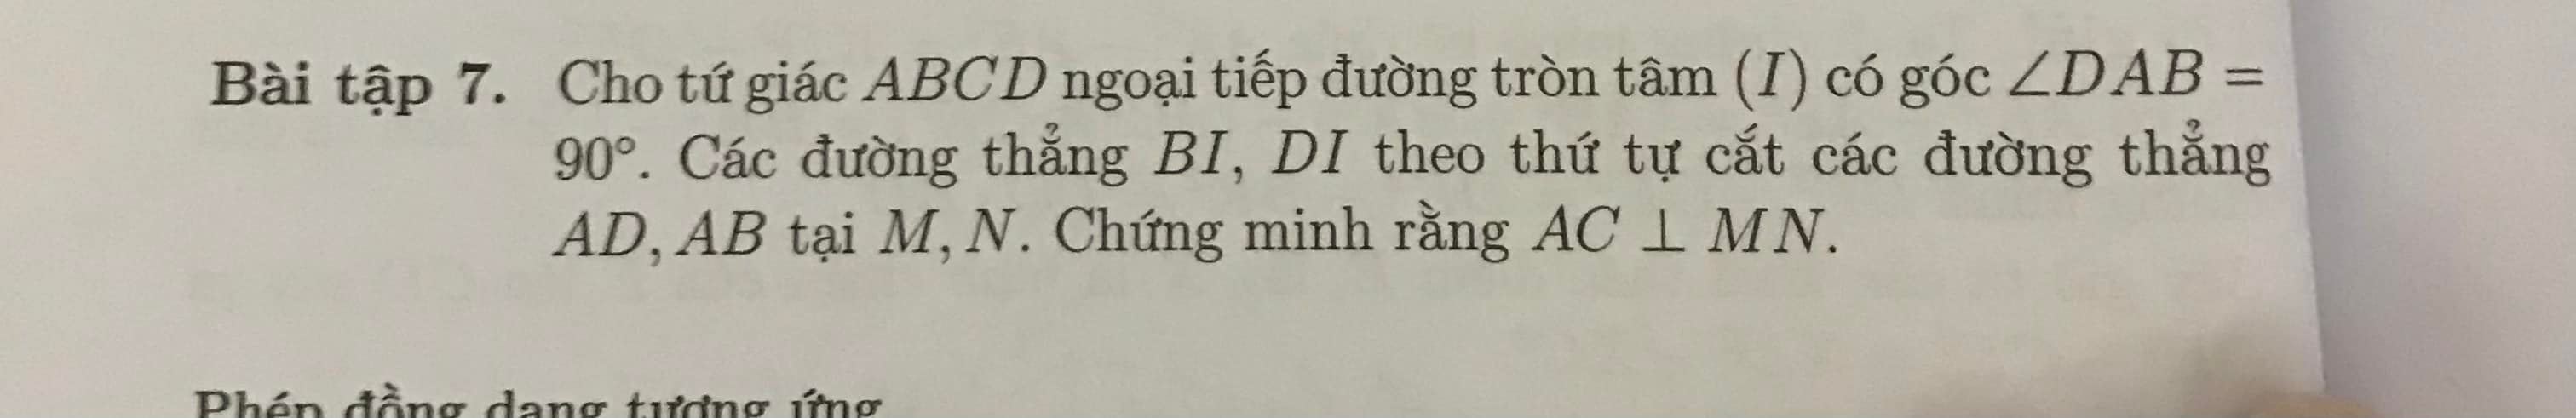 Bài tập 7. Cho tứ giác ABCD ngoại tiếp đường tròn tâm (I) có góc ∠DAB =
90°. Các đường thẳng BI, DI theo thứ tự cắt các đường thẳng
AD, AB tại M, N. Chứng minh rằng AC ⊥ MN.
Phép đồng dạng tương ứng